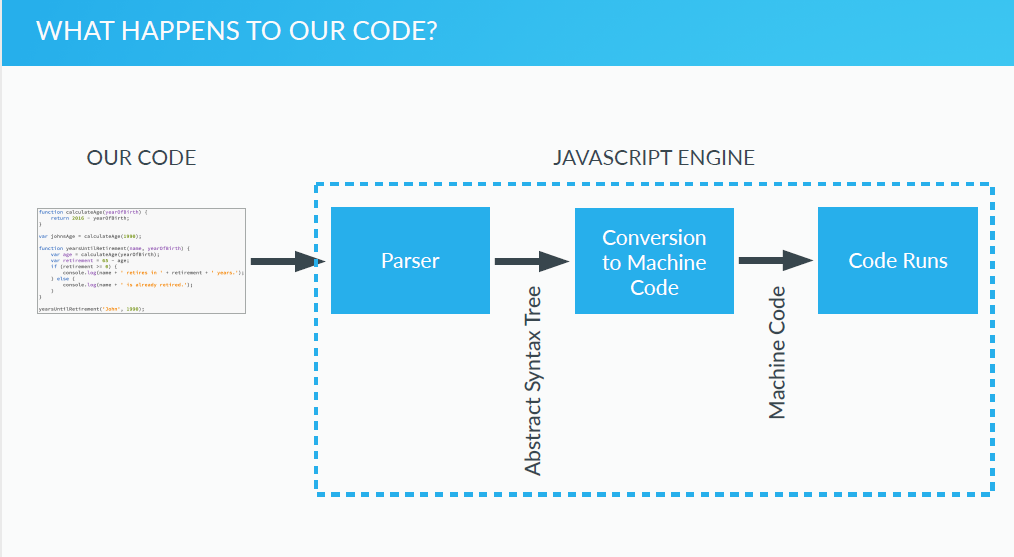 WHAT HAPPENS TO OUR CODE?
OUR CODE
JAVASCRIPT ENGINE
function calculateAge(yearOfBirth) {
return 2016 - yearOfBirth;
}
var johnsAge = calculateAge(1990);
function yearsUntilRetirement(name, yearOfBirth) {
var age = calculateAge(yearOfBirth);
var retirement = 65 - age;
if (retirement >= 0) {
console.log(name + ' retires in ' + retirement + ' years.');
} else {
console.log(name + ' is already retired.');
}
}
yearsUntilRetirement('John', 1990);
Parser
Abstract Syntax Tree
Conversion
to Machine
Code
Machine Code
Code Runs